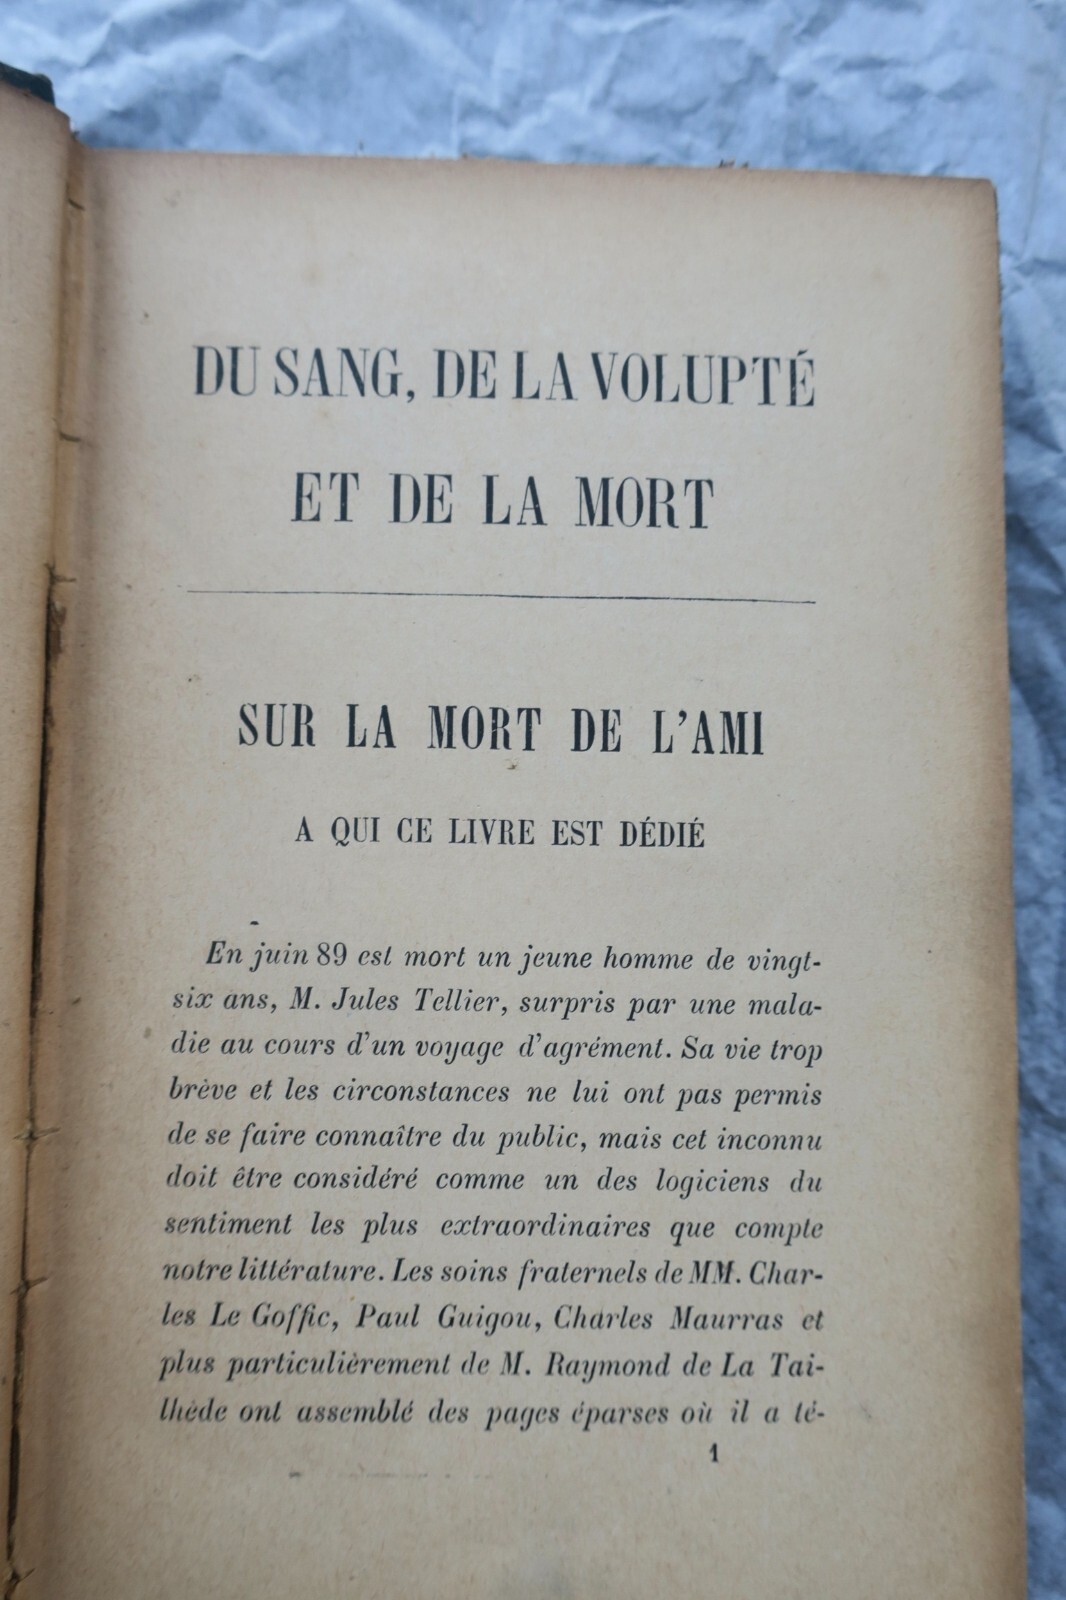 DU SANG, DE LA VOLUPTÉ
ET DE LA MORT
SUR LA MORT DE L'AMI
A QUI CE LIVRE EST DÉDIÉ
En juin 89 est mort un jeune homme de vingt-
six ans, M. Jules Tellier, surpris par une mala-
die au cours d'un voyage d'agrément. Sa vie trop
brève et les circonstances ne lui ont pas permis
de se faire connaître du public, mais cet inconnu
doit être considéré comme un des logiciens du
sentiment les plus extraordinaires que compte
notre littérature. Les soins fraternels de MM. Char-
les Le Goffic, Paul Guigou, Charles Maurras et
plus particulièrement de M. Raymond de La Tai-
lhède ont assemblé des pages éparses où il a té-
1